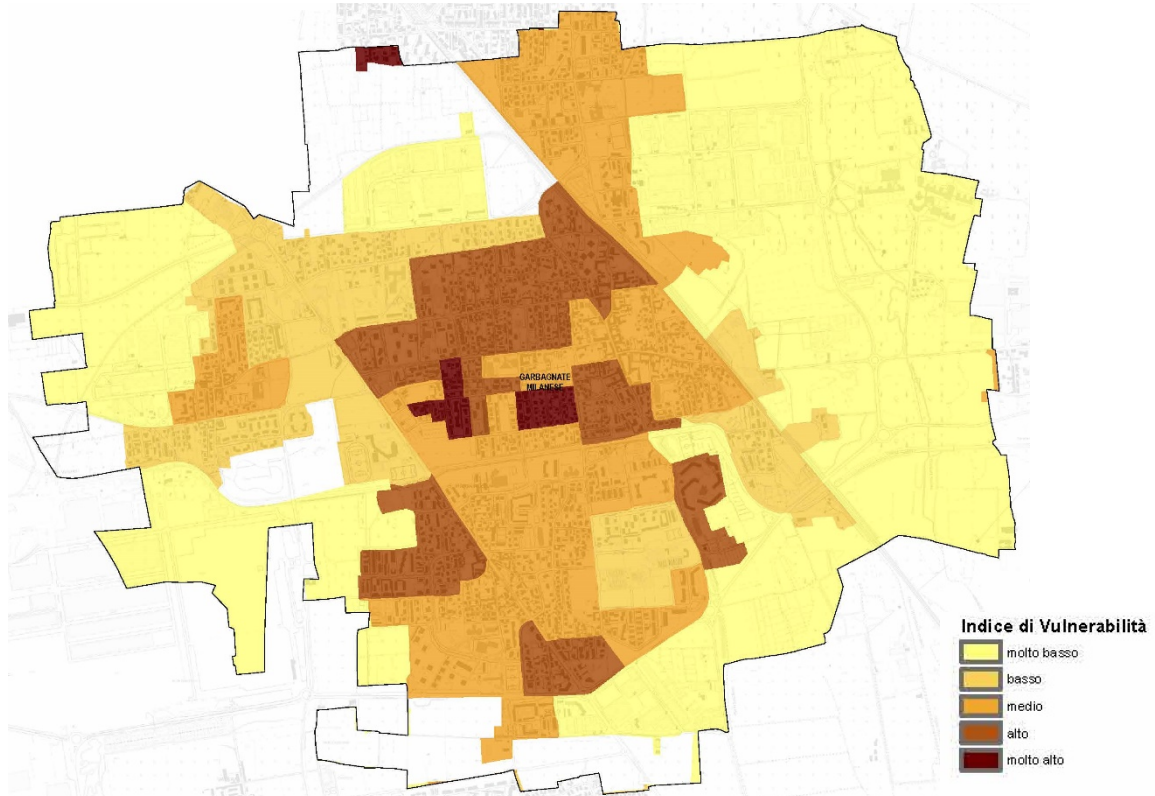 GARBAGNATE
MILANESE
Indice di Vulnerabilità
molto basso
basso
medio
alto
molto alto